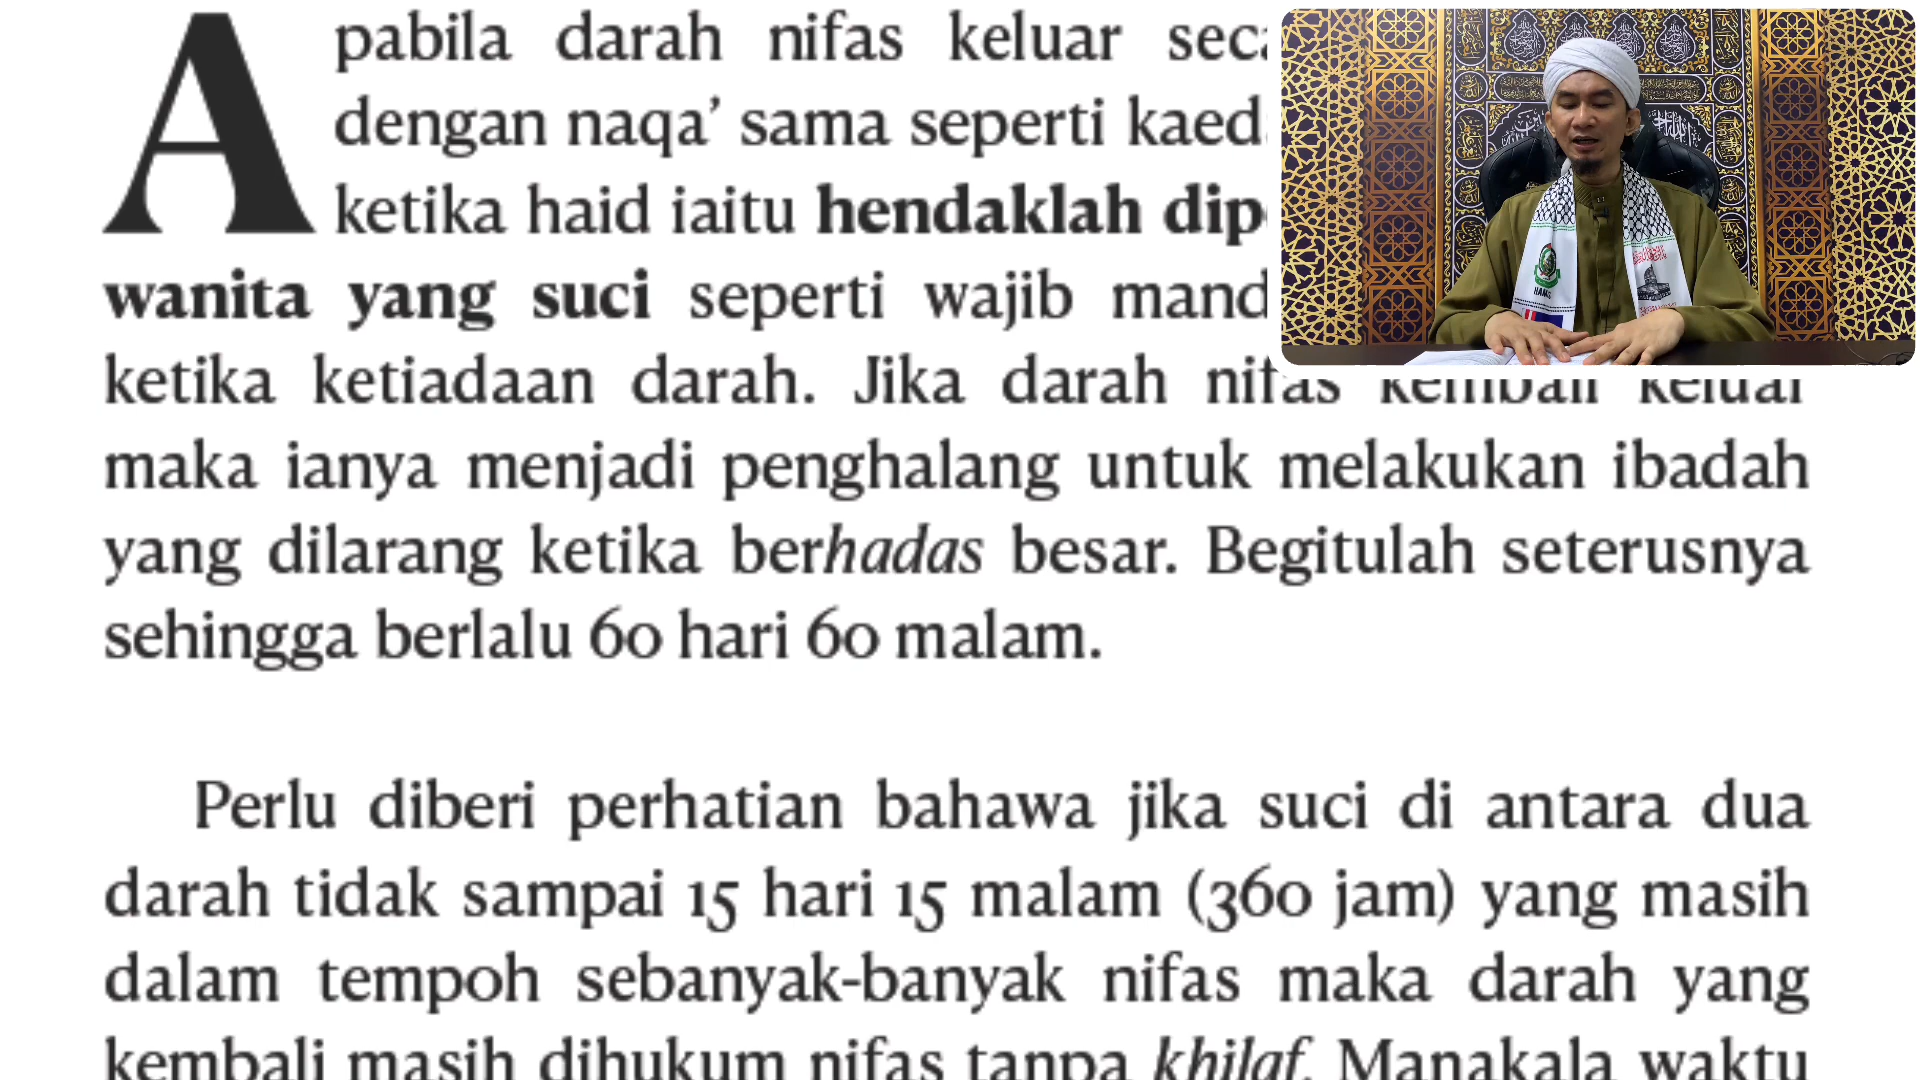 Apabila darah nifas keluar
dengan naqa’ sama seperti
ketika haid iaitu hendaklah
wanita yang suci seperti wajib
ketika ketiadaan darah. Jika darah nifas kembali keluar
maka ianya menjadi penghalang untuk melakukan ibadah
yang dilarang ketika berhadas besar. Begitulah seterusnya
sehingga berlalu 60 hari 60 malam.
Perlu diberi perhatian bahawa jika suci di antara dua
darah tidak sampai 15 hari 15 malam (360 jam) yang masih
dalam tempoh sebanyak-banyak nifas maka darah yang
kembali masih dihukum nifas tanpa khilaf. Manakala waktu